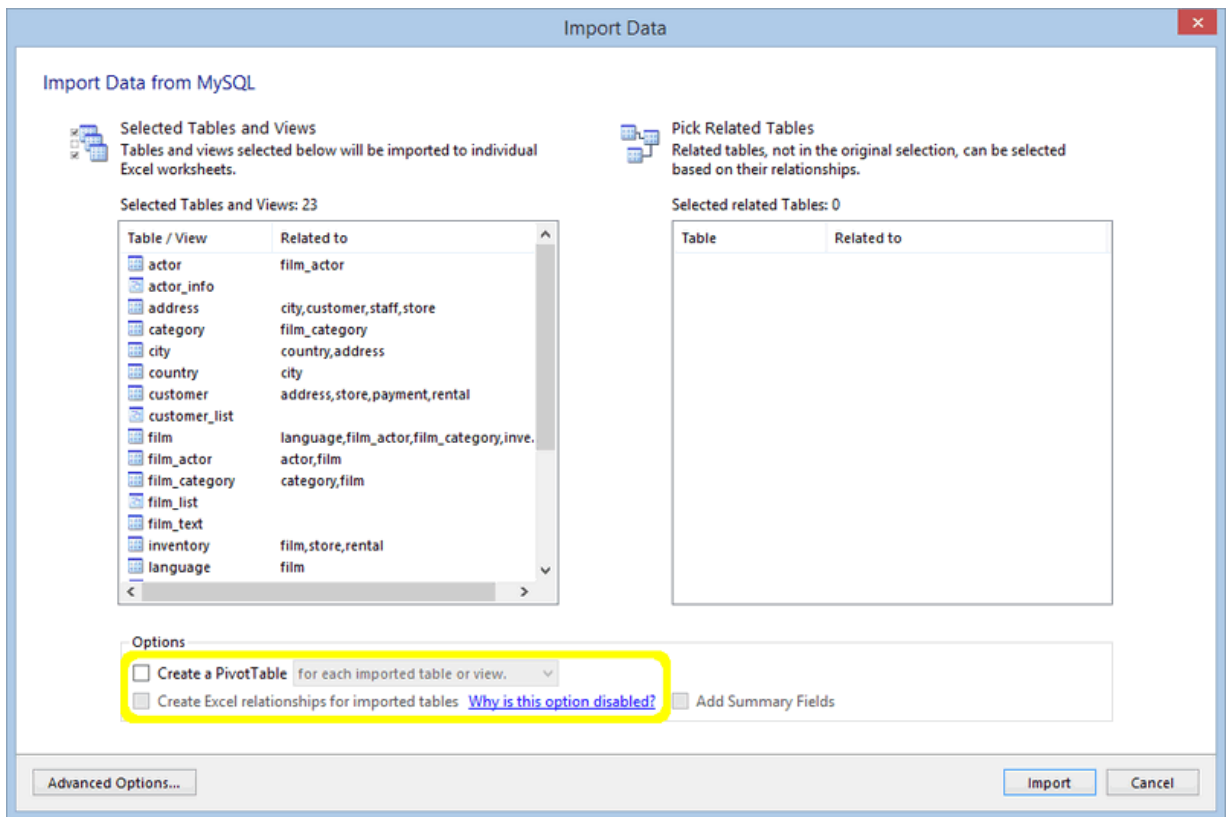 Import Data
Import Data from MySQL
Selected Tables and Views
Tables and views selected below will be imported to individual
Excel worksheets.
Selected Tables and Views: 23
Table / View Related to
actor film_actor
actor_info
address city,customer,staff,store
category film_category
city country,address
country city
customer address,store,payment,rental
customer_list
film language,film_actor,film_category,inve.
film_actor actor,film
film_category category,film
film_list
film_text
inventory film,store,rental
language film
Pick Related Tables
Related tables, not in the original selection, can be selected
based on their relationships.
Selected related Tables: 0
Table Related to
Options
Create a PivotTable for each imported table or view.
Create Excel relationships for imported tables Why is this option disabled? Add Summary Fields
Advanced Options... Import Cancel